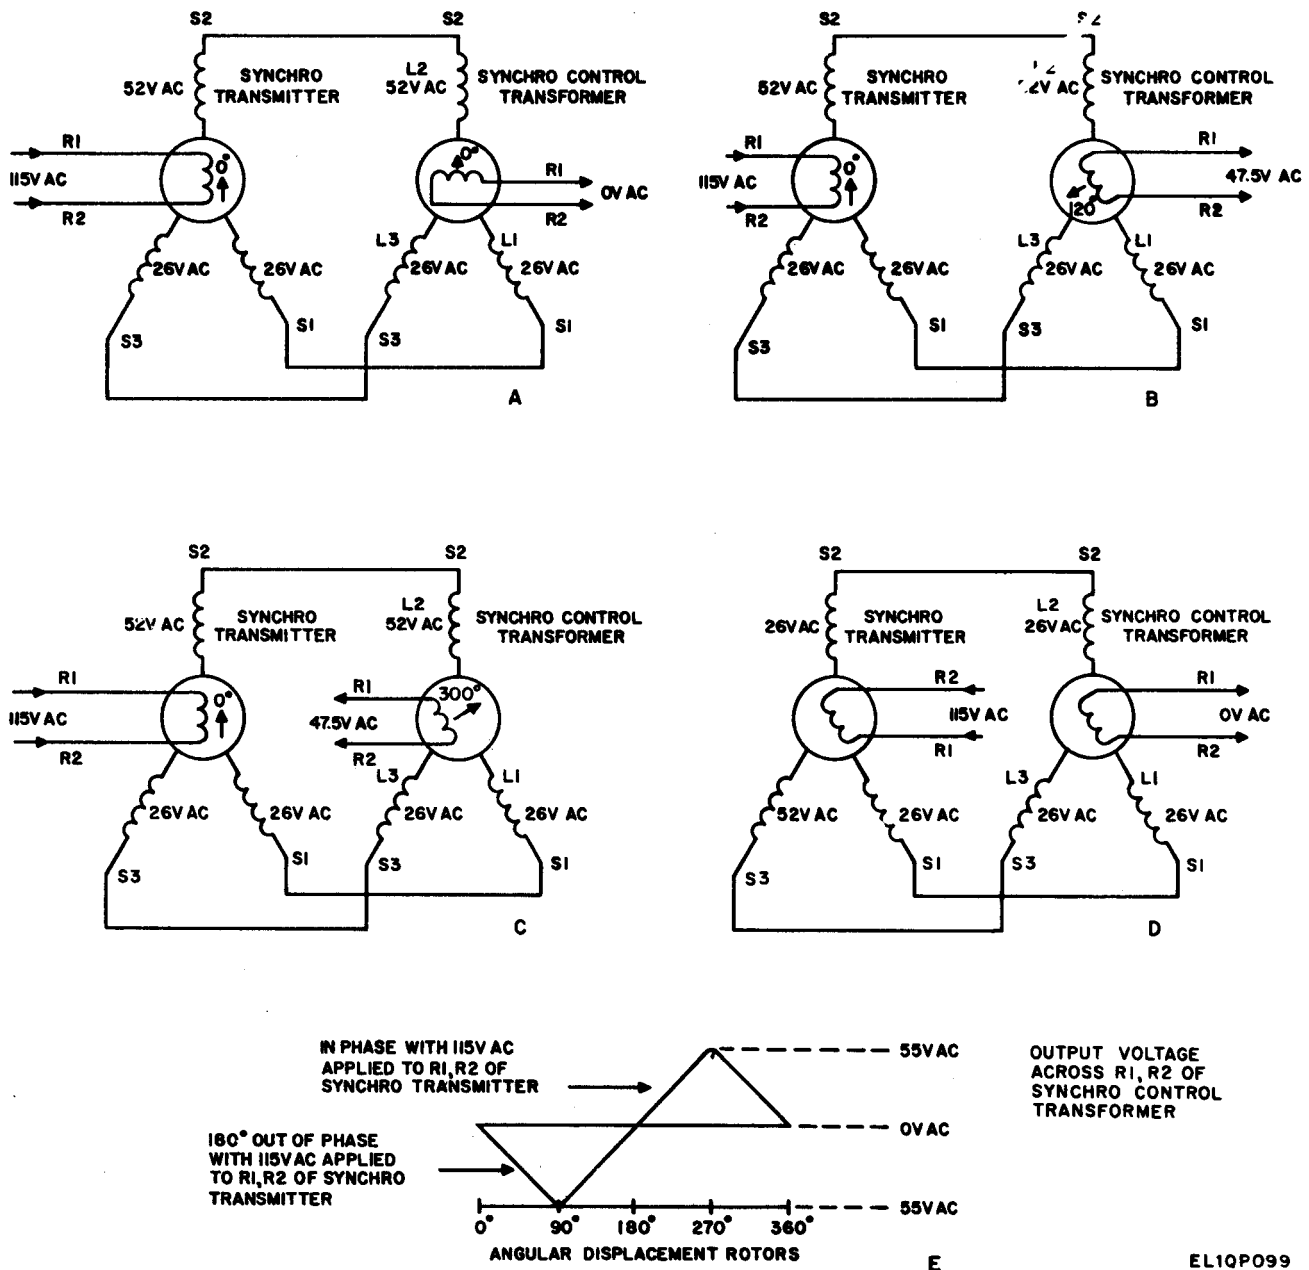 S2
S2
52V AC
SYNCHRO
TRANSMITTER
L2
52V AC
SYNCHRO CONTROL
TRANSFORMER
R1
0°
115V AC
R2
0°
R1
0V AC
R2
26V AC
26V AC
L3
L1
26V AC
26V AC
S3
S1
S3
S1
A
S2
52V AC
SYNCHRO
TRANSMITTER
SYNCHRO CONTROL
TRANSFORMER
R1
0°
115V AC
R2
120
R1
47.5V AC
R2
26V AC
26V AC
L3
L1
26V AC
26V AC
S3
S1
S3
S1
B
S2
S2
52V AC
SYNCHRO
TRANSMITTER
L2
52V AC
SYNCHRO CONTROL
TRANSFORMER
R1
0°
115V AC
R2
R1
300°
47.5V AC
R2
26V AC
26V AC
L3
L1
26V AC
26V AC
S3
S1
S3
S1
C
S2
S2
26V AC
SYNCHRO
TRANSMITTER
L2
26V AC
SYNCHRO CONTROL
TRANSFORMER
R2
115V AC
R1
R1
0V AC
R2
52V AC
26V AC
L3
L1
26V AC
26V AC
S3
S1
S3
S1
D
IN PHASE WITH 115V AC
APPLIED TO R1, R2 OF
SYNCHRO TRANSMITTER
180° OUT OF PHASE
WITH 115VAC APPLIED
TO R1, R2 OF SYNCHRO
TRANSMITTER
55V AC
0V AC
55V AC
OUTPUT VOLTAGE
ACROSS R1, R2 OF
SYNCHRO CONTROL
TRANSFORMER
0° 90° 180° 270° 360°
ANGULAR DISPLACEMENT ROTORS
E
EL1QP099